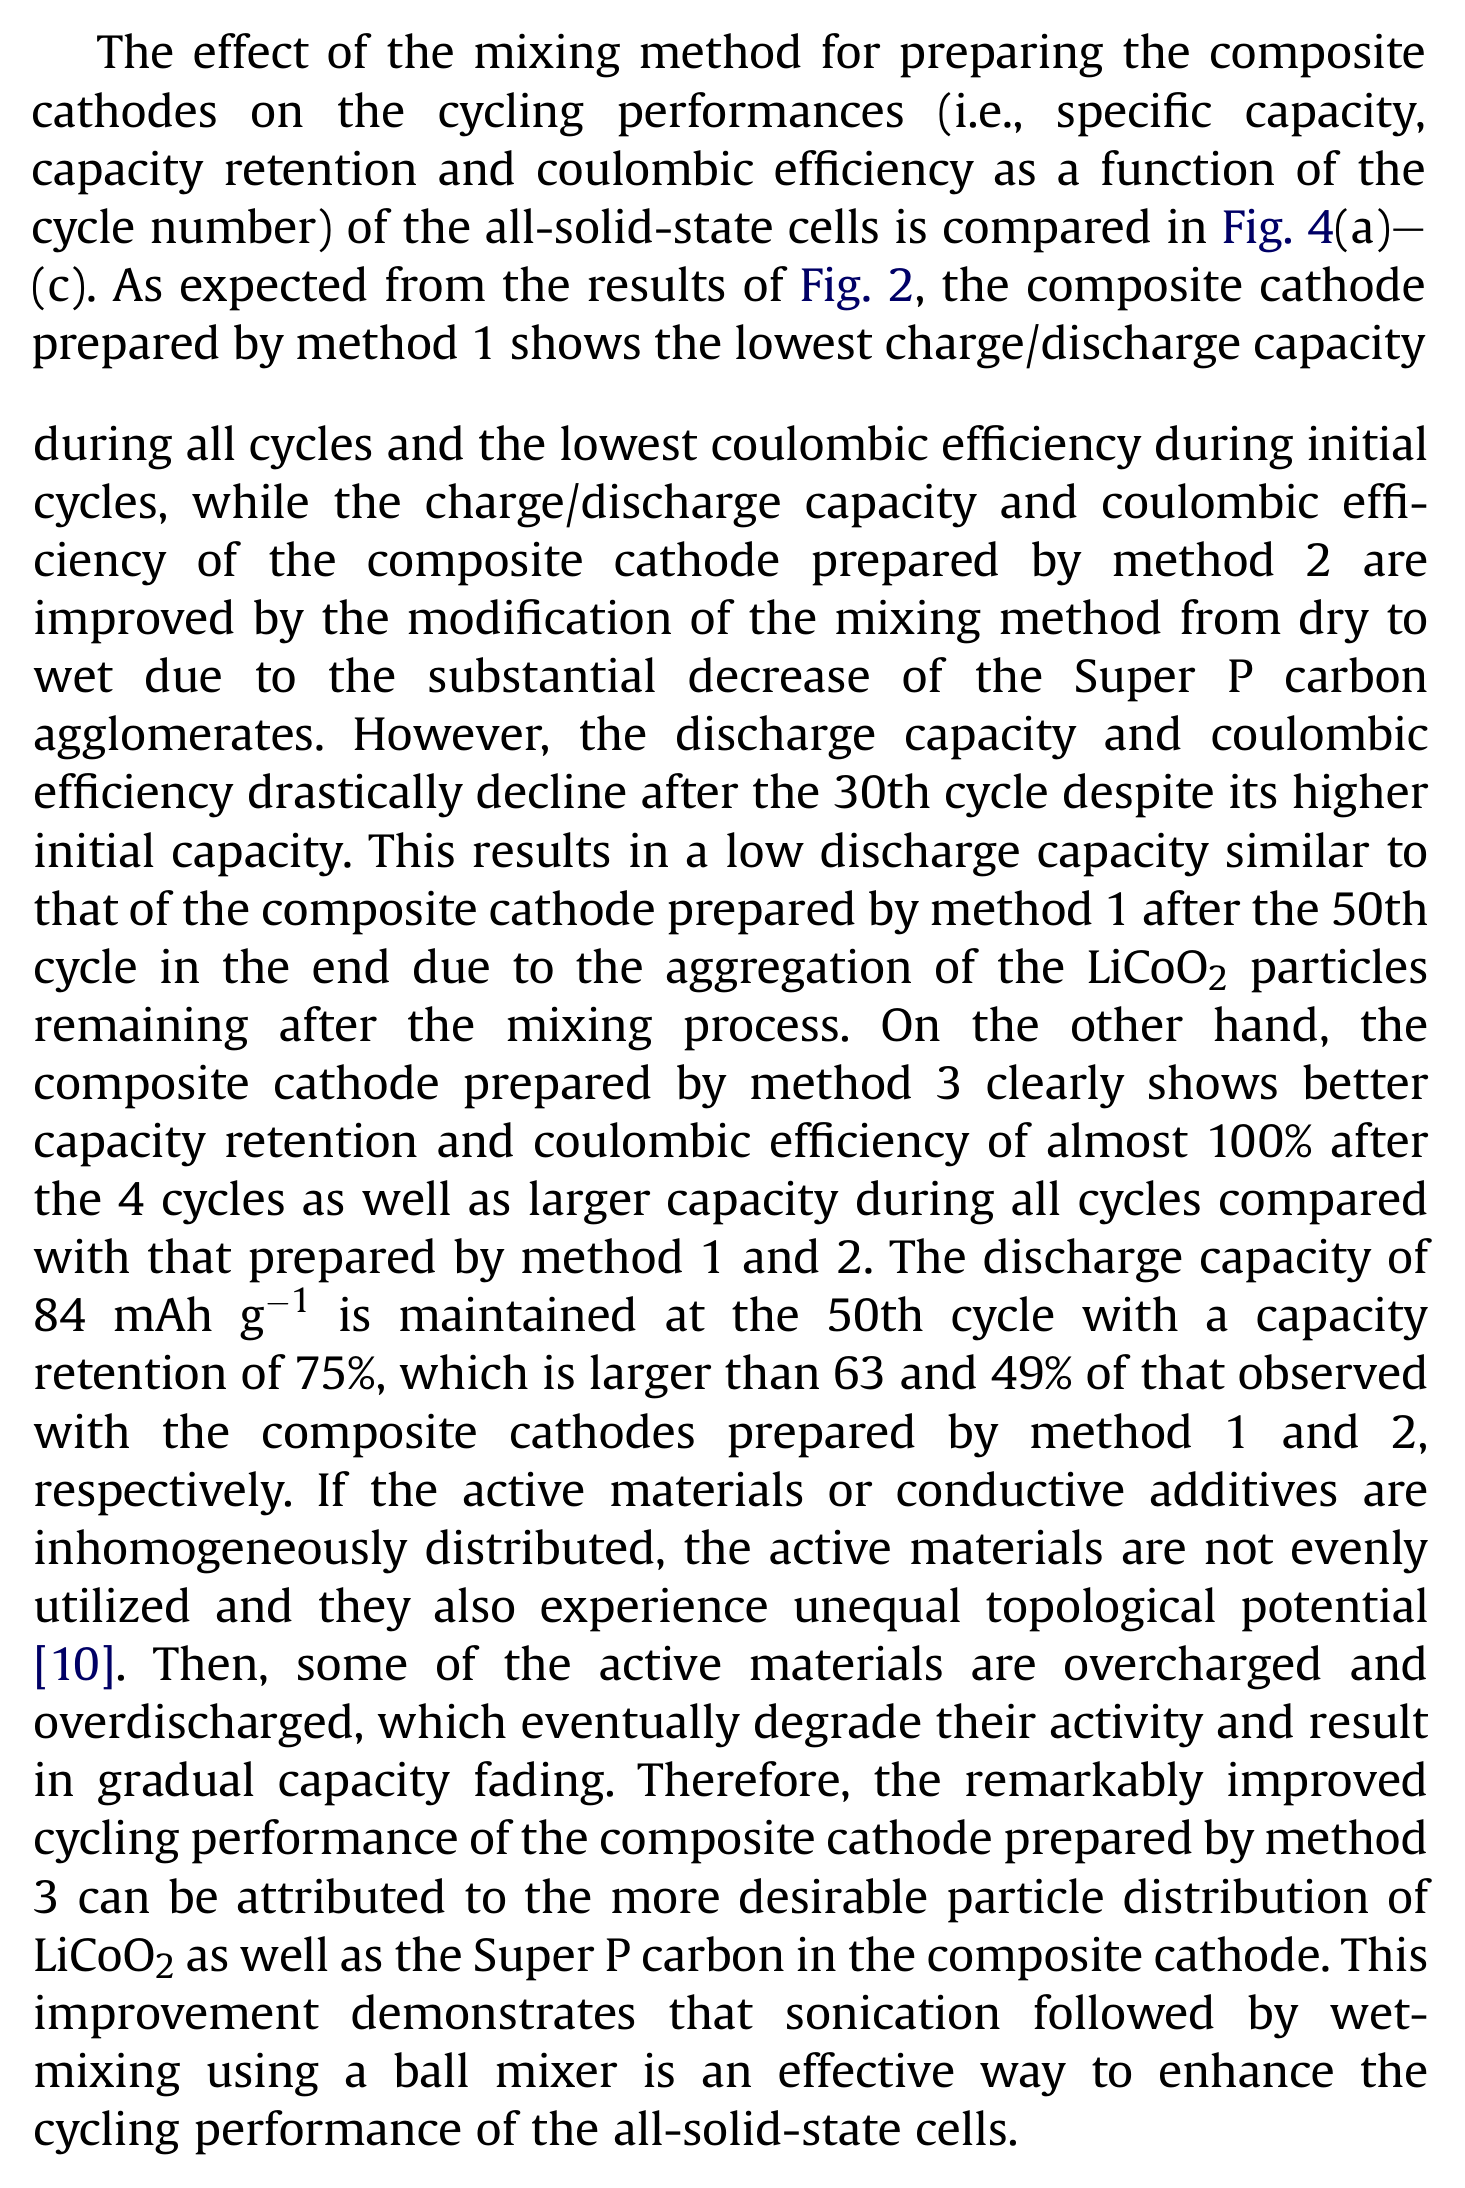 The effect of the mixing method for preparing the composite
cathodes on the cycling performances (i.e., specific capacity,
capacity retention and coulombic efficiency as a function of the
cycle number) of the all-solid-state cells is compared in Fig. 4(a)–
(c). As expected from the results of Fig. 2, the composite cathode
prepared by method 1 shows the lowest charge/discharge capacity
during all cycles and the lowest coulombic efficiency during initial
cycles, while the charge/discharge capacity and coulombic effi-
ciency of the composite cathode prepared by method 2 are
improved by the modification of the mixing method from dry to
wet due to the substantial decrease of the Super P carbon
agglomerates. However, the discharge capacity and coulombic
efficiency drastically decline after the 30th cycle despite its higher
initial capacity. This results in a low discharge capacity similar to
that of the composite cathode prepared by method 1 after the 50th
cycle in the end due to the aggregation of the LiCoO₂ particles
remaining after the mixing process. On the other hand, the
composite cathode prepared by method 3 clearly shows better
capacity retention and coulombic efficiency of almost 100% after
the 4 cycles as well as larger capacity during all cycles compared
with that prepared by method 1 and 2. The discharge capacity of
84 mAh g⁻¹ is maintained at the 50th cycle with a capacity
retention of 75%, which is larger than 63 and 49% of that observed
with the composite cathodes prepared by method 1 and 2,
respectively. If the active materials or conductive additives are
inhomogeneously distributed, the active materials are not evenly
utilized and they also experience unequal topological potential
[10]. Then, some of the active materials are overcharged and
overdischarged, which eventually degrade their activity and result
in gradual capacity fading. Therefore, the remarkably improved
cycling performance of the composite cathode prepared by method
3 can be attributed to the more desirable particle distribution of
LiCoO₂ as well as the Super P carbon in the composite cathode. This
improvement demonstrates that sonication followed by wet-
mixing using a ball mixer is an effective way to enhance the
cycling performance of the all-solid-state cells.